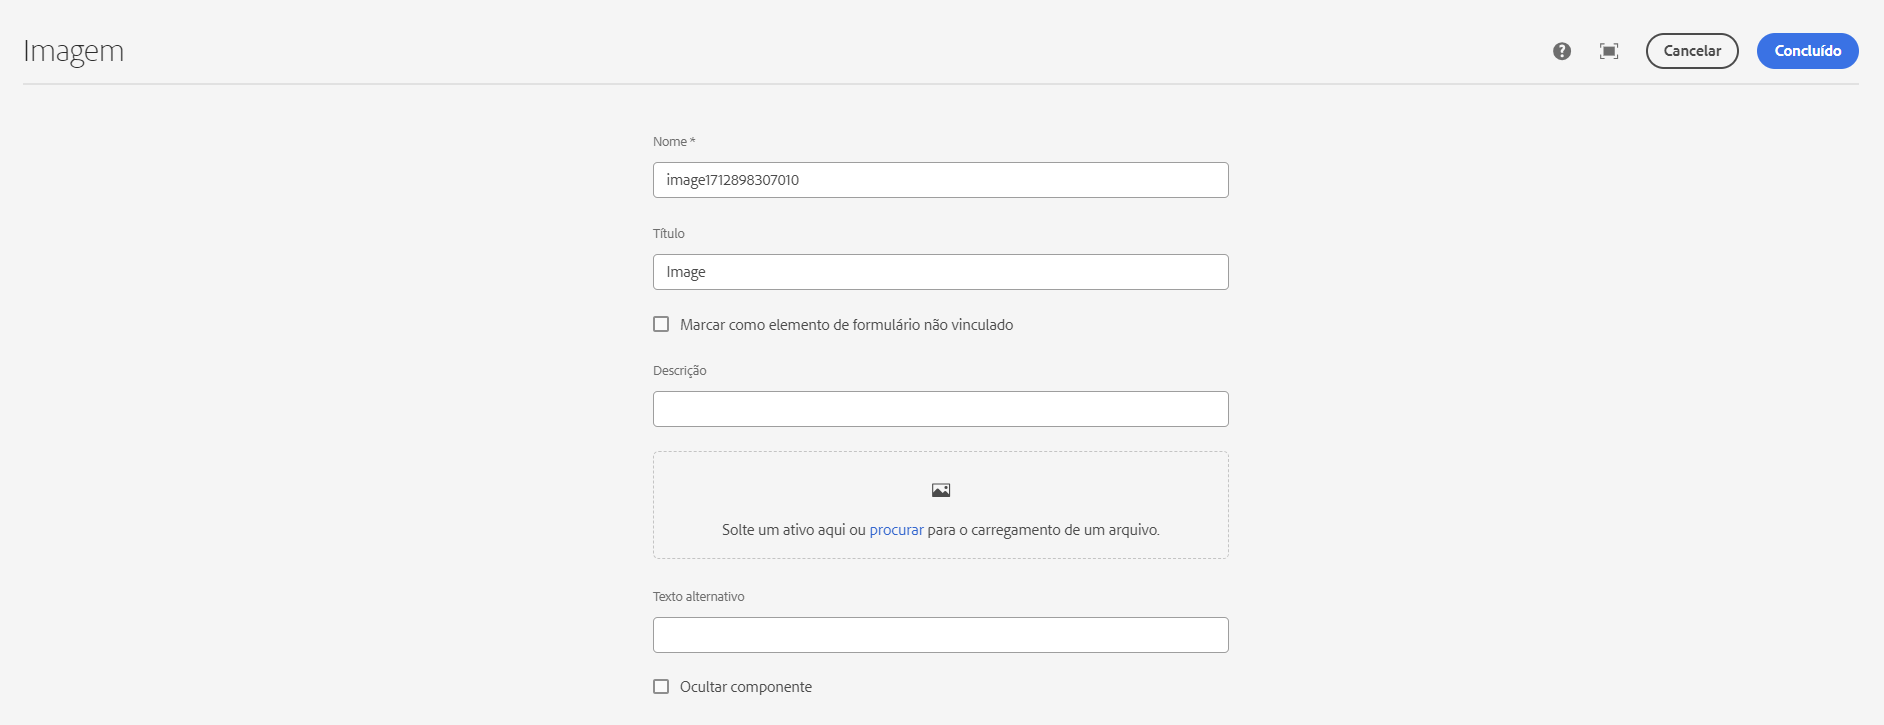 Imagem
Cancelar
Concluído
Nome *
image1712898307010
Título
Image
Marcar como elemento de formulário não vinculado
Descrição
Solte um ativo aqui ou procurar para o carregamento de um arquivo.
Texto alternativo
Ocultar componente